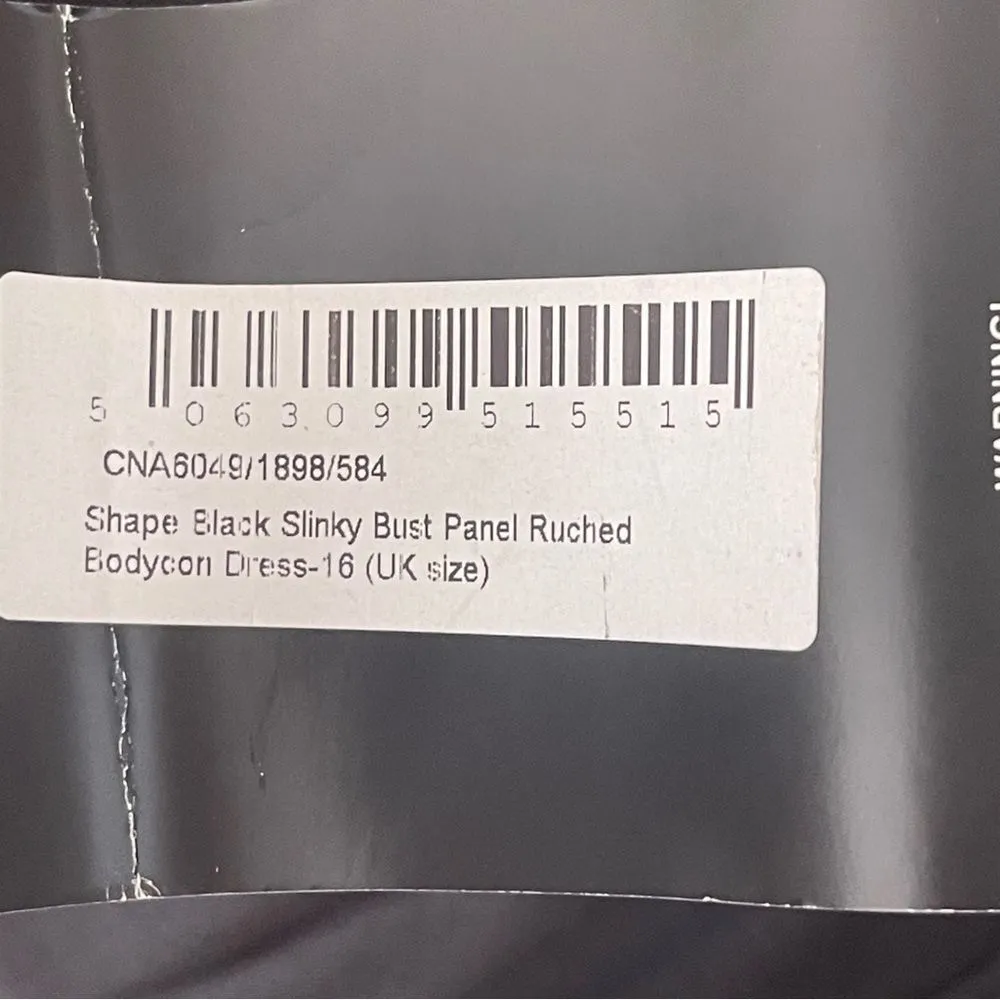 5 063099 515515
CNA6049/1898/584
Shape Black Slinky Bust Panel Ruched
Bodycon Dress-16 (UK size)